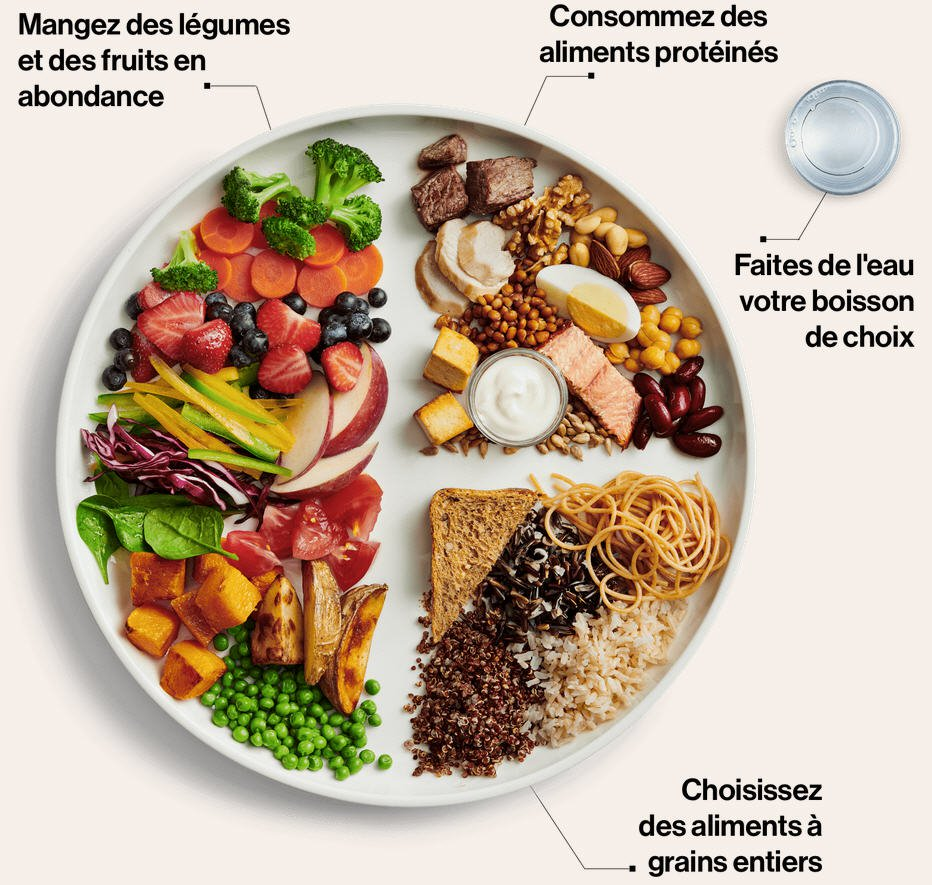 Mangez des légumes
et des fruits en
abondance
Consommez des
aliments protéinés
Faites de l'eau
votre boisson
de choix
Choisissez
des aliments à
grains entiers